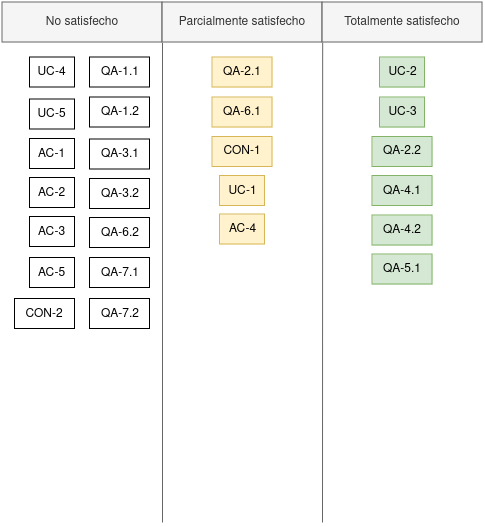 No satisfecho
Parcialmente satisfecho
Totalmente satisfecho
UC-4
QA-1.1
UC-5
QA-1.2
AC-1
QA-3.1
AC-2
QA-3.2
AC-3
QA-6.2
AC-5
QA-7.1
CON-2
QA-7.2
QA-2.1
QA-6.1
CON-1
UC-1
AC-4
UC-2
UC-3
QA-2.2
QA-4.1
QA-4.2
QA-5.1